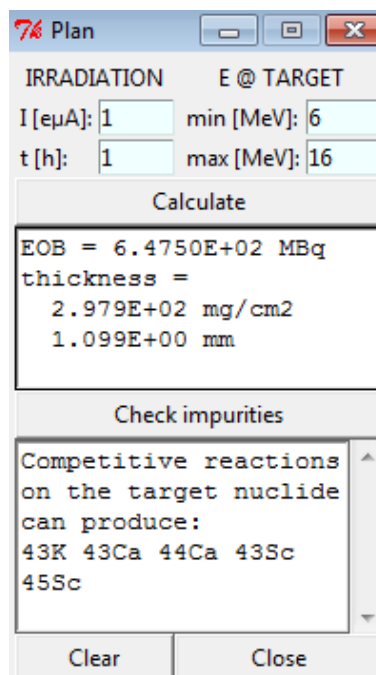 Plan
IRRADIATION E @ TARGET
I [eμA]: 1 min [MeV]: 6
t [h]: 1 max [MeV]: 16
Calculate
EOB = 6.4750E+02 MBq
thickness =
2.979E+02 mg/cm2
1.099E+00 mm
Check impurities
Competitive reactions
on the target nuclide
can produce:
43K 43Ca 44Ca 43Sc
45Sc
Clear Close